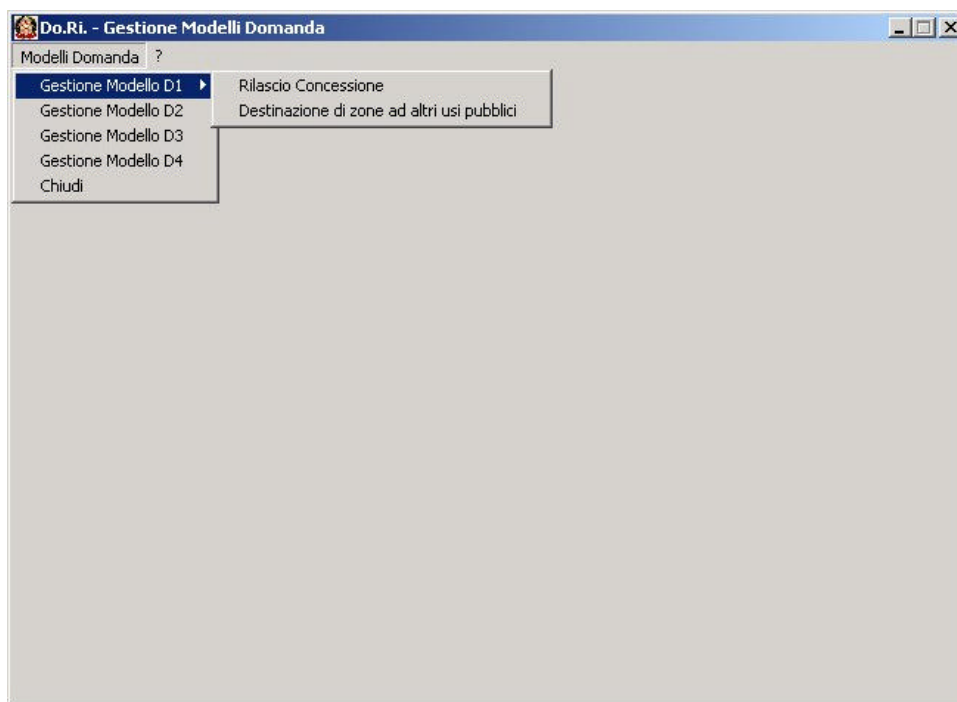 Do.Ri. - Gestione Modelli Domanda
Modelli Domanda ?
Gestione Modello D1
Rilascio Concessione
Destinazione di zone ad altri usi pubblici
Gestione Modello D2
Gestione Modello D3
Gestione Modello D4
Chiudi